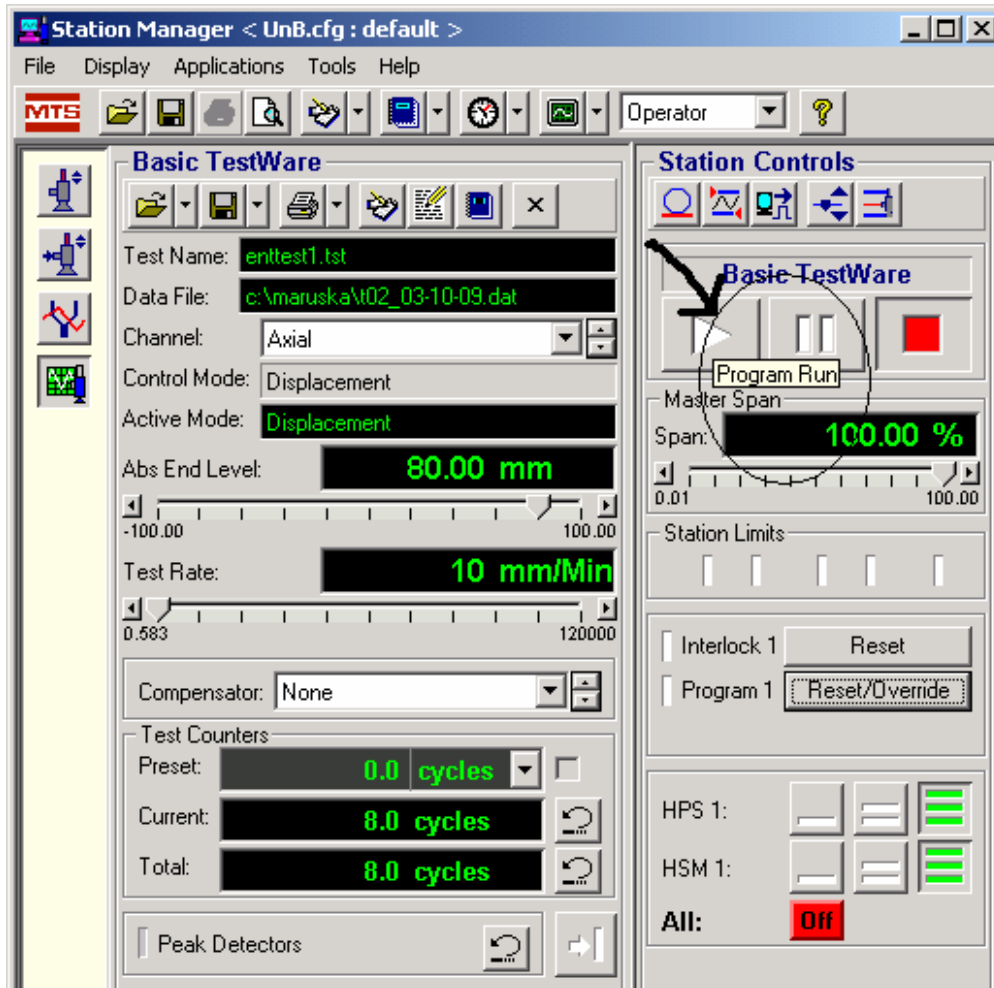 Station Manager < UnB.cfg : default >
File Display Applications Tools Help
MTS Operator
Basic TestWare
Test Name: enttest1.tst
Data File: c:\maruska\t02_03-10-09.dat
Channel: Axial
Control Mode: Displacement
Active Mode: Displacement
Abs End Level: 80.00 mm
-100.00 100.00
Test Rate: 10 mm/Min
0.583 120000
Compensator: None
Test Counters
Preset: 0.0 cycles
Current: 8.0 cycles
Total: 8.0 cycles
Peak Detectors
Station Controls
Basic TestWare
Program Run
Master Span
Span: 100.00 %
0.01 100.00
Station Limits
Interlock 1 Reset
Program 1 Reset/Override
HPS 1:
HSM 1:
All: Off